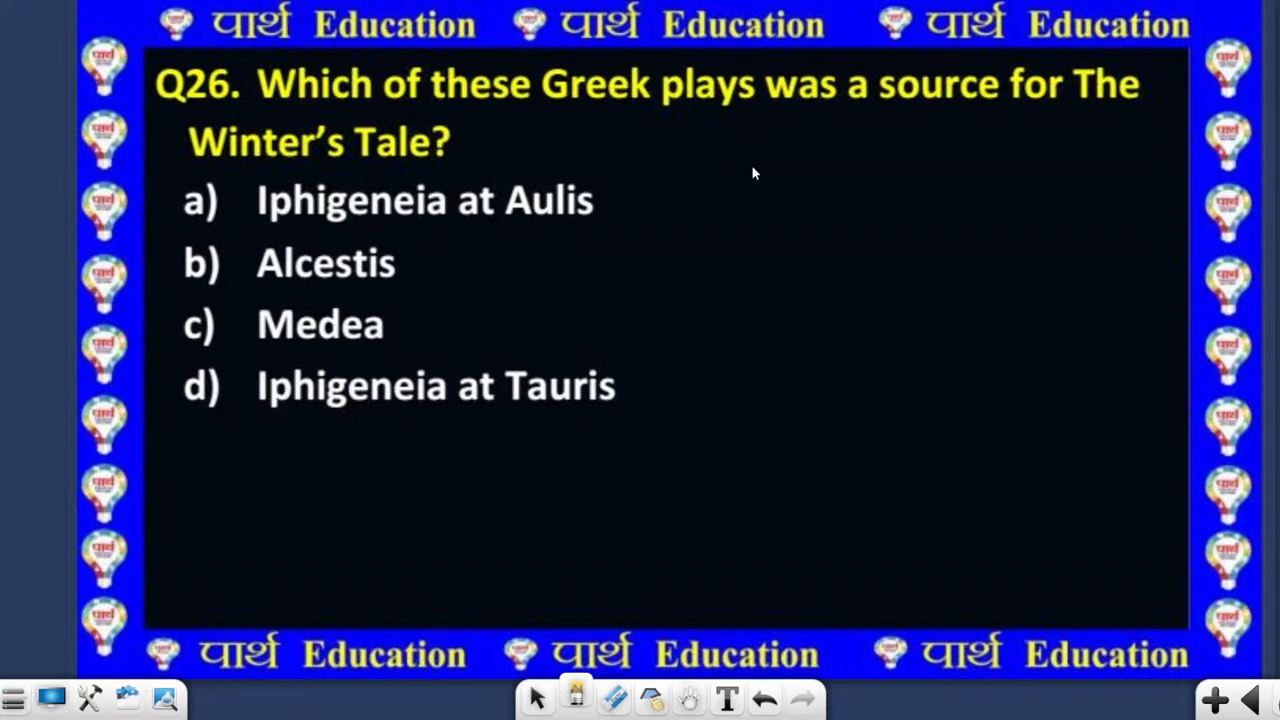 पार्थ Education पार्थ Education पार्थ Education
Q26. Which of these Greek plays was a source for The
Winter’s Tale?
a) Iphigeneia at Aulis
b) Alcestis
c) Medea
d) Iphigeneia at Tauris
पार्थ Education पार्थ Education पार्थ Education